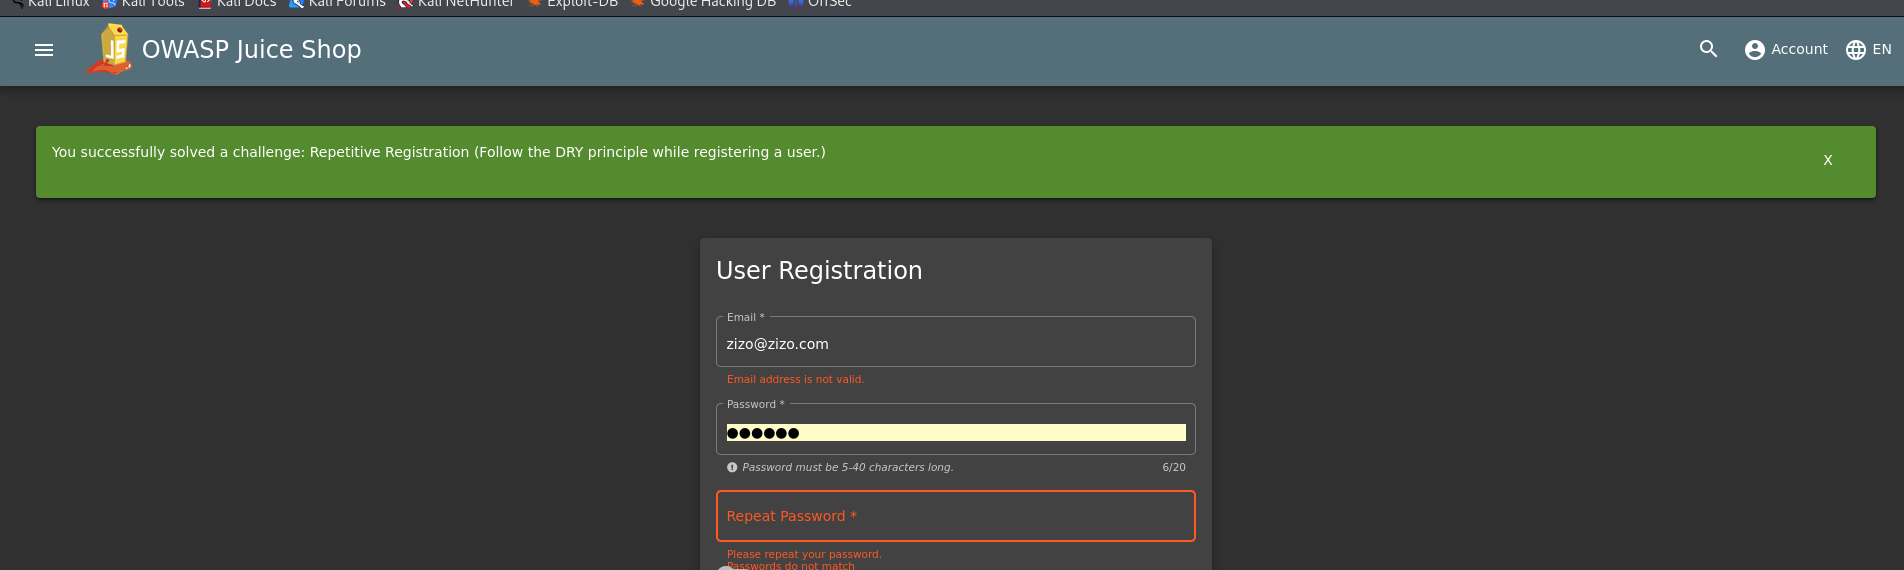 Kali Linux Kali Tools Kali Docs Kali Forums Kali NetHunter Exploit-DB Google Hacking DB OffSec
JS OWASP Juice Shop Account EN
You successfully solved a challenge: Repetitive Registration (Follow the DRY principle while registering a user.) X
User Registration
Email *
zizo@zizo.com
Email address is not valid.
Password *
●●●●●●
Password must be 5-40 characters long. 6/20
Repeat Password *
Please repeat your password.
Passwords do not match